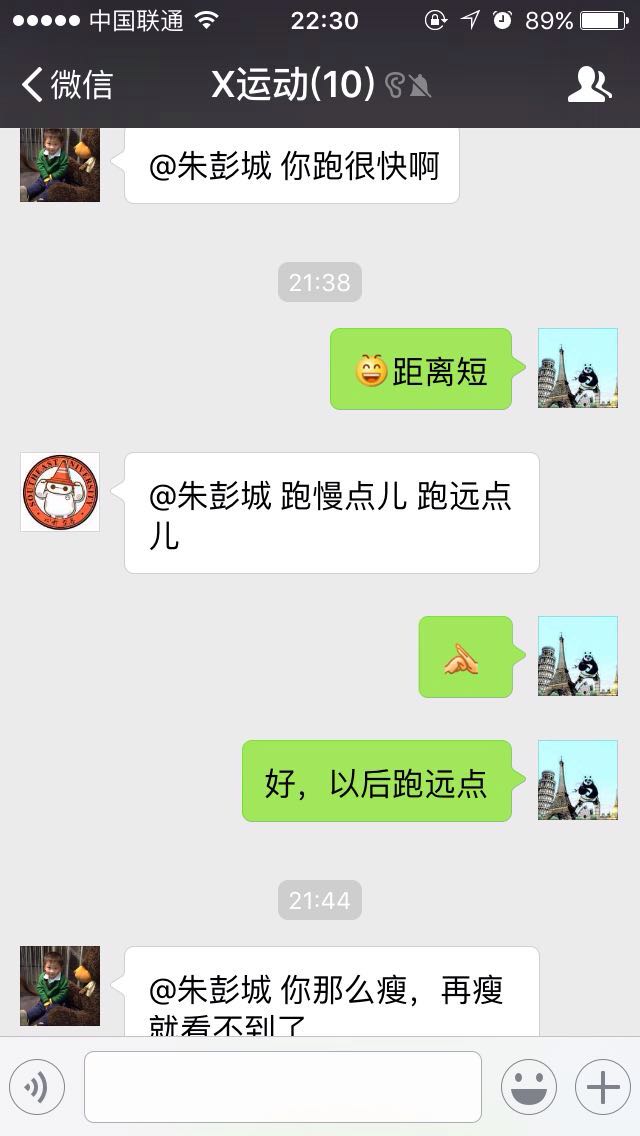 中国联通 22:30 89%
微信 X运动(10)
@朱彭城 你跑很快啊
21:38
距离短
SOUTHEAST UNIVERSITY
@朱彭城 跑慢点儿 跑远点
儿
好，以后跑远点
21:44
@朱彭城 你那么瘦，再瘦
就看不到了